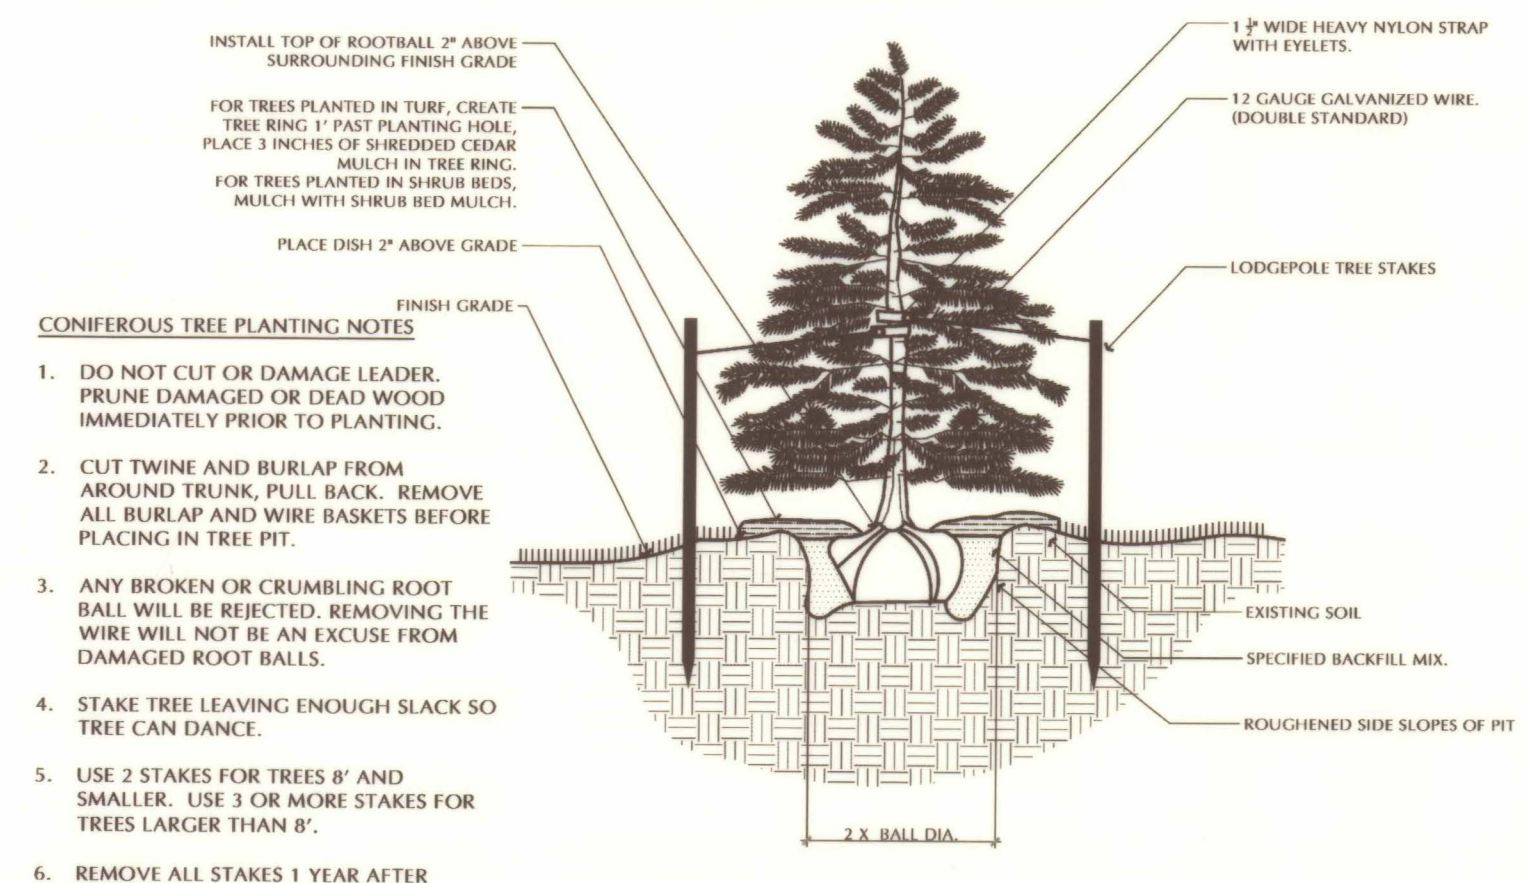 INSTALL TOP OF ROOTBALL 2" ABOVE
SURROUNDING FINISH GRADE
FOR TREES PLANTED IN TURF, CREATE
TREE RING 1' PAST PLANTING HOLE,
PLACE 3 INCHES OF SHREDDED CEDAR
MULCH IN TREE RING.
FOR TREES PLANTED IN SHRUB BEDS,
MULCH WITH SHRUB BED MULCH.
PLACE DISH 2" ABOVE GRADE
FINISH GRADE
CONIFEROUS TREE PLANTING NOTES
1. DO NOT CUT OR DAMAGE LEADER.
PRUNE DAMAGED OR DEAD WOOD
IMMEDIATELY PRIOR TO PLANTING.
2. CUT TWINE AND BURLAP FROM
AROUND TRUNK, PULL BACK. REMOVE
ALL BURLAP AND WIRE BASKETS BEFORE
PLACING IN TREE PIT.
3. ANY BROKEN OR CRUMBLING ROOT
BALL WILL BE REJECTED. REMOVING THE
WIRE WILL NOT BE AN EXCUSE FROM
DAMAGED ROOT BALLS.
4. STAKE TREE LEAVING ENOUGH SLACK SO
TREE CAN DANCE.
5. USE 2 STAKES FOR TREES 8' AND
SMALLER. USE 3 OR MORE STAKES FOR
TREES LARGER THAN 8'.
6. REMOVE ALL STAKES 1 YEAR AFTER
1 ½" WIDE HEAVY NYLON STRAP
WITH EYELETS.
12 GAUGE GALVANIZED WIRE.
(DOUBLE STANDARD)
LODGEPOLE TREE STAKES
EXISTING SOIL
SPECIFIED BACKFILL MIX.
ROUGHENED SIDE SLOPES OF PIT
2 X BALL DIA.